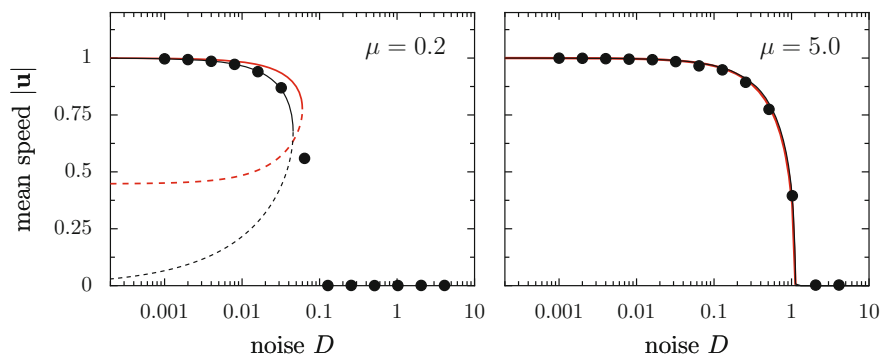 mean speed |u|
1
0.75
0.5
0.25
0
μ = 0.2
μ = 5.0
0.001 0.01 0.1 1 10
0.001 0.01 0.1 1 10
noise D
noise D